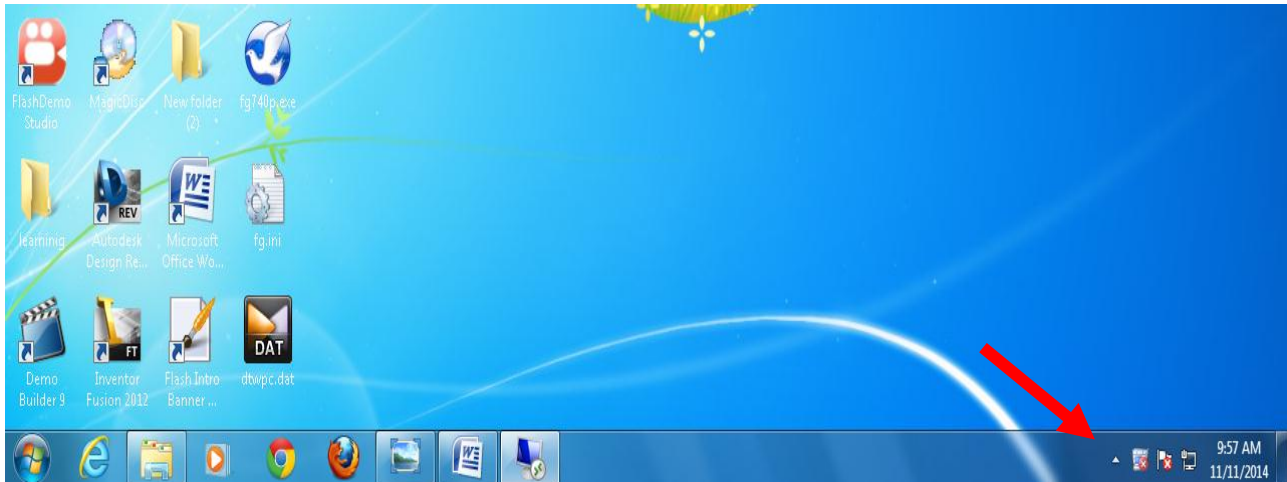 FlashDemo
Studio
MagicDisc
New folder
(2)
fg740p.exe
REV
W
learninig
Autodesk
Design Re...
Microsoft
Office Wo...
fg.ini
FT
DAT
Demo
Builder 9
Inventor
Fusion 2012
Flash Intro
Banner ...
dtwpc.dat
W
9:57 AM
11/11/2014